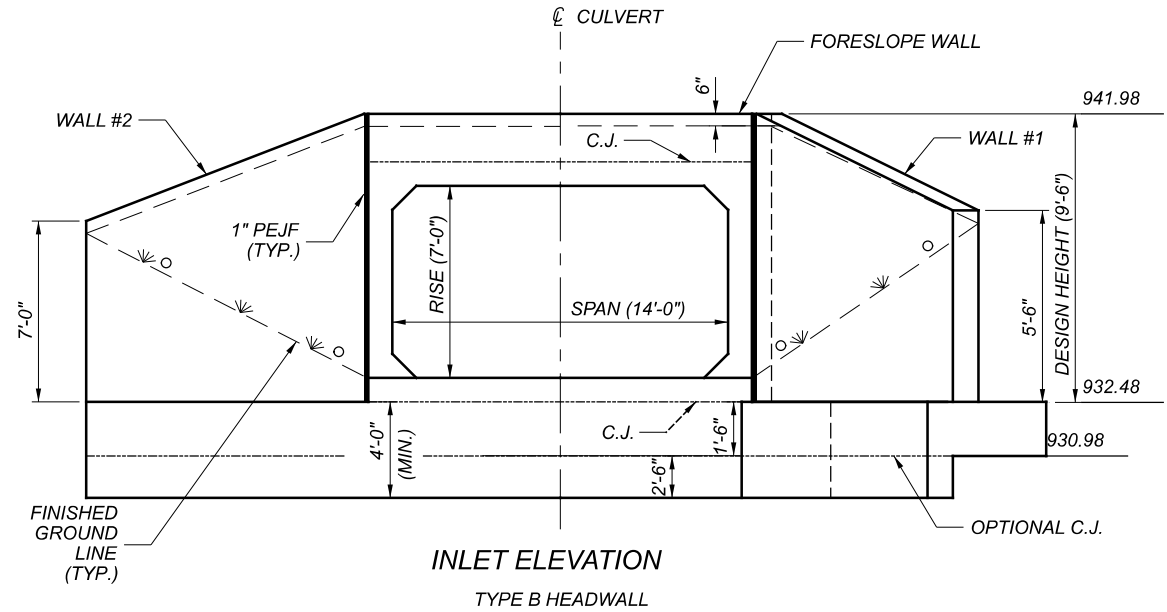 ℄ CULVERT
FORESLOPE WALL
6"
941.98
WALL #2
C.J.
WALL #1
1" PEJF
(TYP.)
RISE (7'-0")
SPAN (14'-0")
7'-0"
5'-6"
DESIGN HEIGHT (9'-6")
932.48
4'-0"
(MIN.)
C.J.
1'-6"
930.98
2'-6"
FINISHED
GROUND
LINE
(TYP.)
OPTIONAL C.J.
INLET ELEVATION
TYPE B HEADWALL